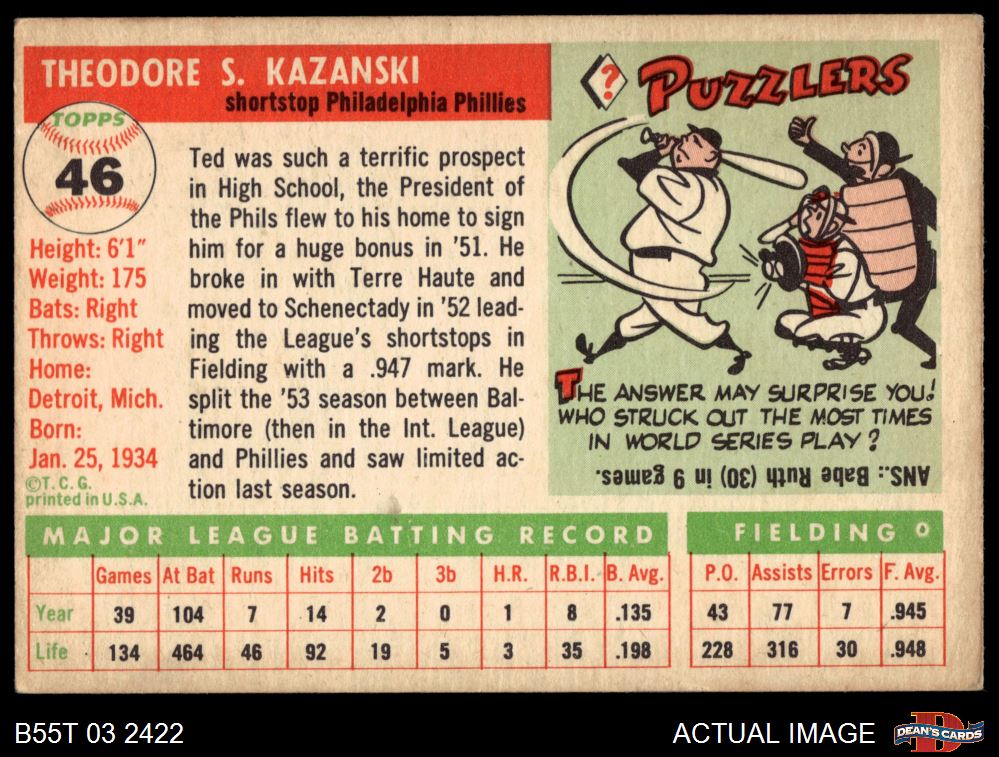 THEODORE S. KAZANSKI
shortstop Philadelphia Phillies
TOPPS
46
Height: 6'1"
Weight: 175
Bats: Right
Throws: Right
Home:
Detroit, Mich.
Born:
Jan. 25, 1934
©T. C. G.
printed in U.S.A.
Ted was such a terrific prospect
in High School, the President of
the Phils flew to his home to sign
him for a huge bonus in '51. He
broke in with Terre Haute and
moved to Schenectady in '52 lead-
ing the League's shortstops in
Fielding with a .947 mark. He
split the '53 season between Bal-
timore (then in the Int. League)
and Phillies and saw limited ac-
tion last season.
? PUZZLERS
THE ANSWER MAY SURPRISE YOU!
WHO STRUCK OUT THE MOST TIMES
IN WORLD SERIES PLAY?
ANS.: Babe Ruth (30) in 9 games.
MAJOR LEAGUE BATTING RECORD
Games At Bat Runs Hits 2b 3b H.R. R.B.I. B. Avg.
Year 39 104 7 14 2 0 1 8 .135
Life 134 464 46 92 19 5 3 35 .198
FIELDING
P.O. Assists Errors F. Avg.
43 77 7 .945
228 316 30 .948
B55T 03 2422
ACTUAL IMAGE
D
DEAN'S CARDS